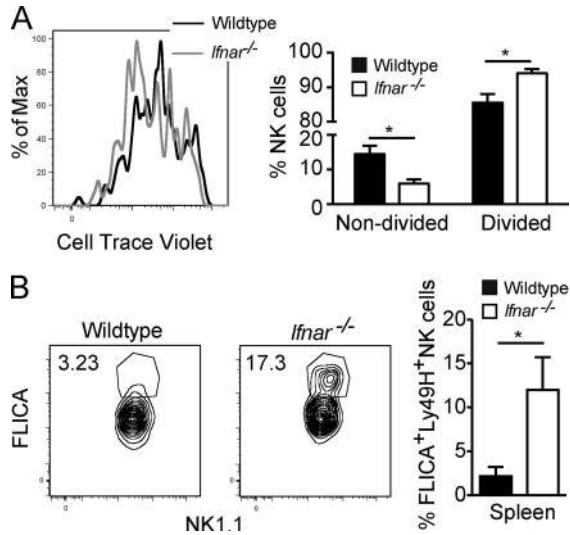 A
Wildtype
Ifnar-/-
% of Max
100
80
60
40
20
0
0
Cell Trace Violet
% NK cells
100
90
20
10
0
Wildtype
Ifnar-/-
*
*
Non-divided
Divided
B
Wildtype
Ifnar -/-
3.23
17.3
FLICA
0
0
0
0
NK1.1
% FLICA+Ly49H+NK cells
20
15
10
5
0
Wildtype
Ifnar -/-
*
Spleen